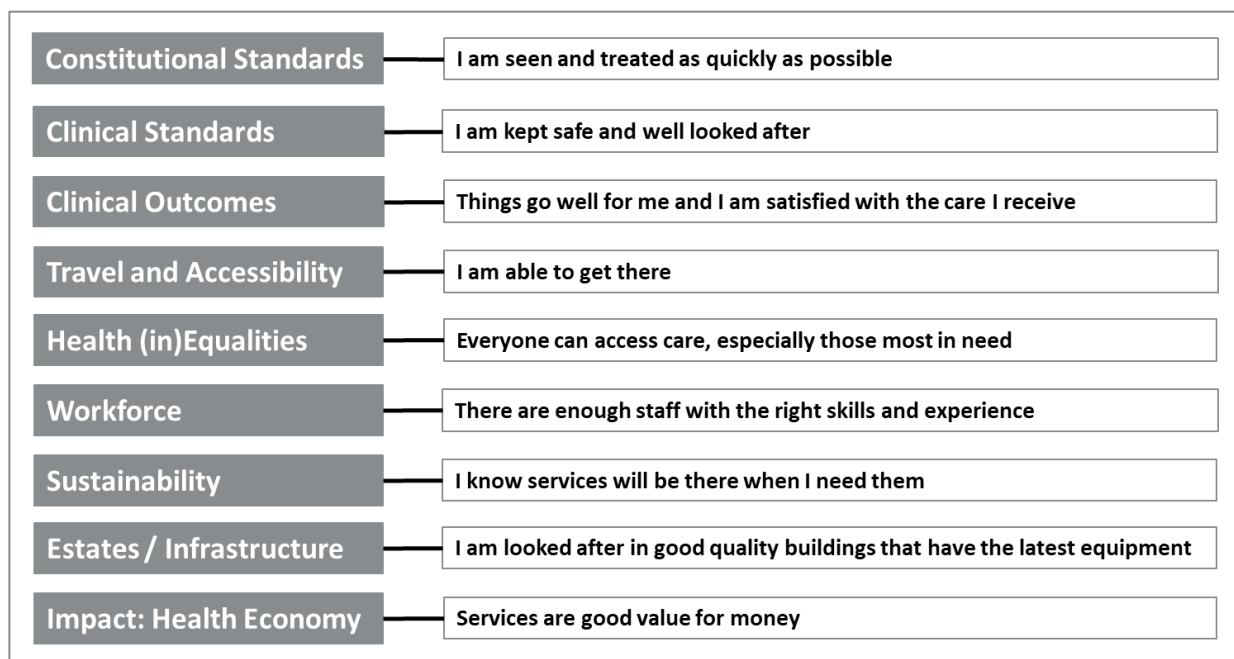 Constitutional Standards
I am seen and treated as quickly as possible
Clinical Standards
I am kept safe and well looked after
Clinical Outcomes
Things go well for me and I am satisfied with the care I receive
Travel and Accessibility
I am able to get there
Health (in)Equalities
Everyone can access care, especially those most in need
Workforce
There are enough staff with the right skills and experience
Sustainability
I know services will be there when I need them
Estates / Infrastructure
I am looked after in good quality buildings that have the latest equipment
Impact: Health Economy
Services are good value for money